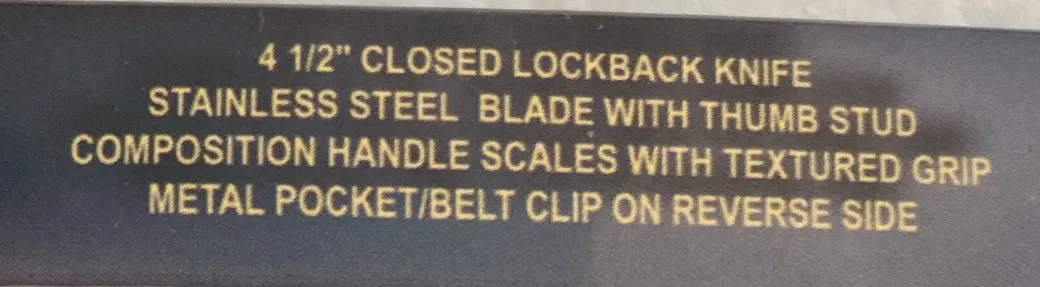 4 1/2" CLOSED LOCKBACK KNIFE
STAINLESS STEEL BLADE WITH THUMB STUD
COMPOSITION HANDLE SCALES WITH TEXTURED GRIP
METAL POCKET/BELT CLIP ON REVERSE SIDE